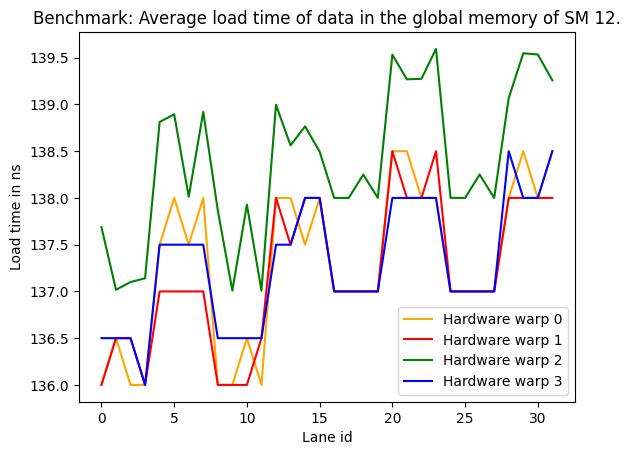 Benchmark: Average load time of data in the global memory of SM 12.
Load time in ns
139.5
139.0
138.5
138.0
137.5
137.0
136.5
136.0
Hardware warp 0
Hardware warp 1
Hardware warp 2
Hardware warp 3
0 5 10 15 20 25 30
Lane id